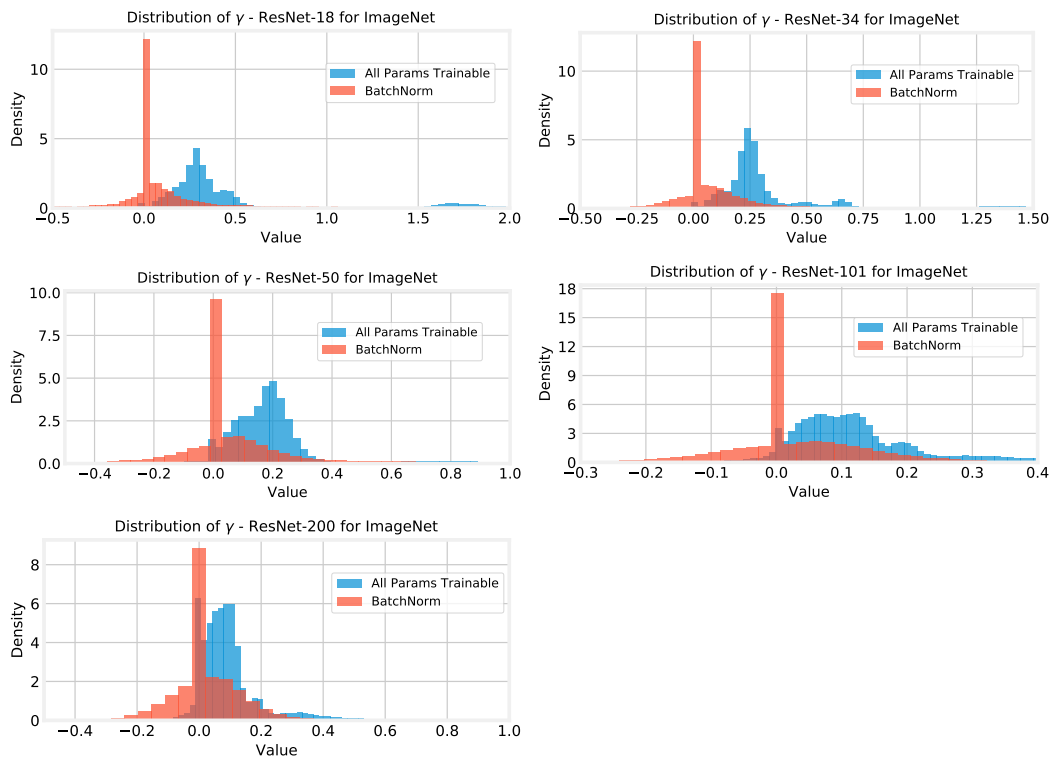 Distribution of γ - ResNet-18 for ImageNet
10
5
0
Density
All Params Trainable
BatchNorm
−0.5 0.0 0.5 1.0 1.5 2.0
Value
Distribution of γ - ResNet-34 for ImageNet
10
5
0
Density
All Params Trainable
BatchNorm
−0.50 −0.25 0.00 0.25 0.50 0.75 1.00 1.25 1.50
Value
Distribution of γ - ResNet-50 for ImageNet
10.0
7.5
5.0
2.5
0.0
Density
All Params Trainable
BatchNorm
−0.4 −0.2 0.0 0.2 0.4 0.6 0.8 1.0
Value
Distribution of γ - ResNet-101 for ImageNet
18
15
12
9
6
3
0
Density
All Params Trainable
BatchNorm
−0.3 −0.2 −0.1 0.0 0.1 0.2 0.3 0.4
Value
Distribution of γ - ResNet-200 for ImageNet
8
6
4
2
0
Density
All Params Trainable
BatchNorm
−0.4 −0.2 0.0 0.2 0.4 0.6 0.8 1.0
Value